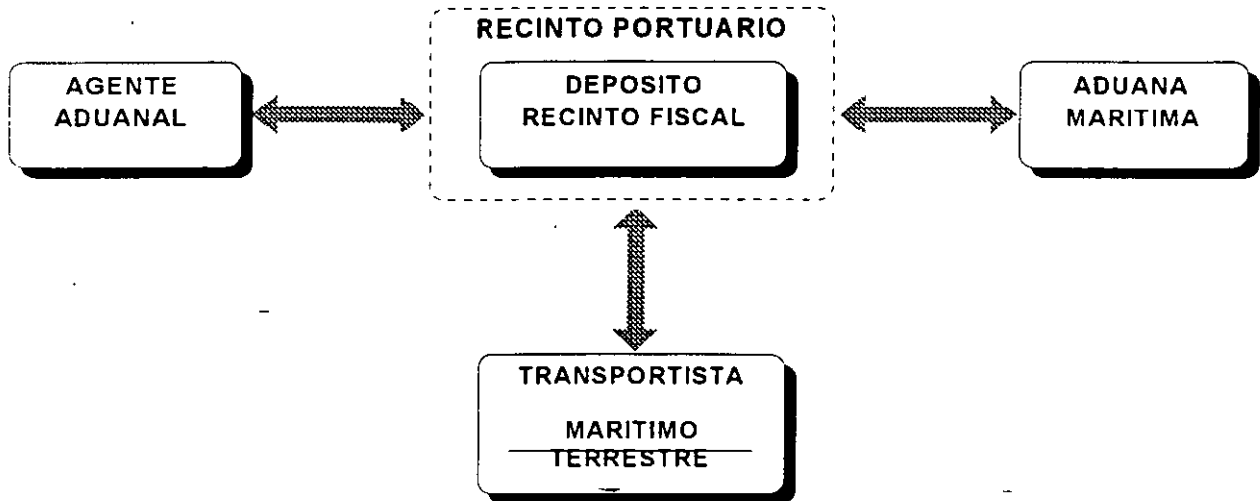 RECINTO PORTUARIO
AGENTE
ADUANAL
DEPOSITO
RECINTO FISCAL
ADUANA
MARITIMA
TRANSPORTISTA
MARITIMO
TERRESTRE